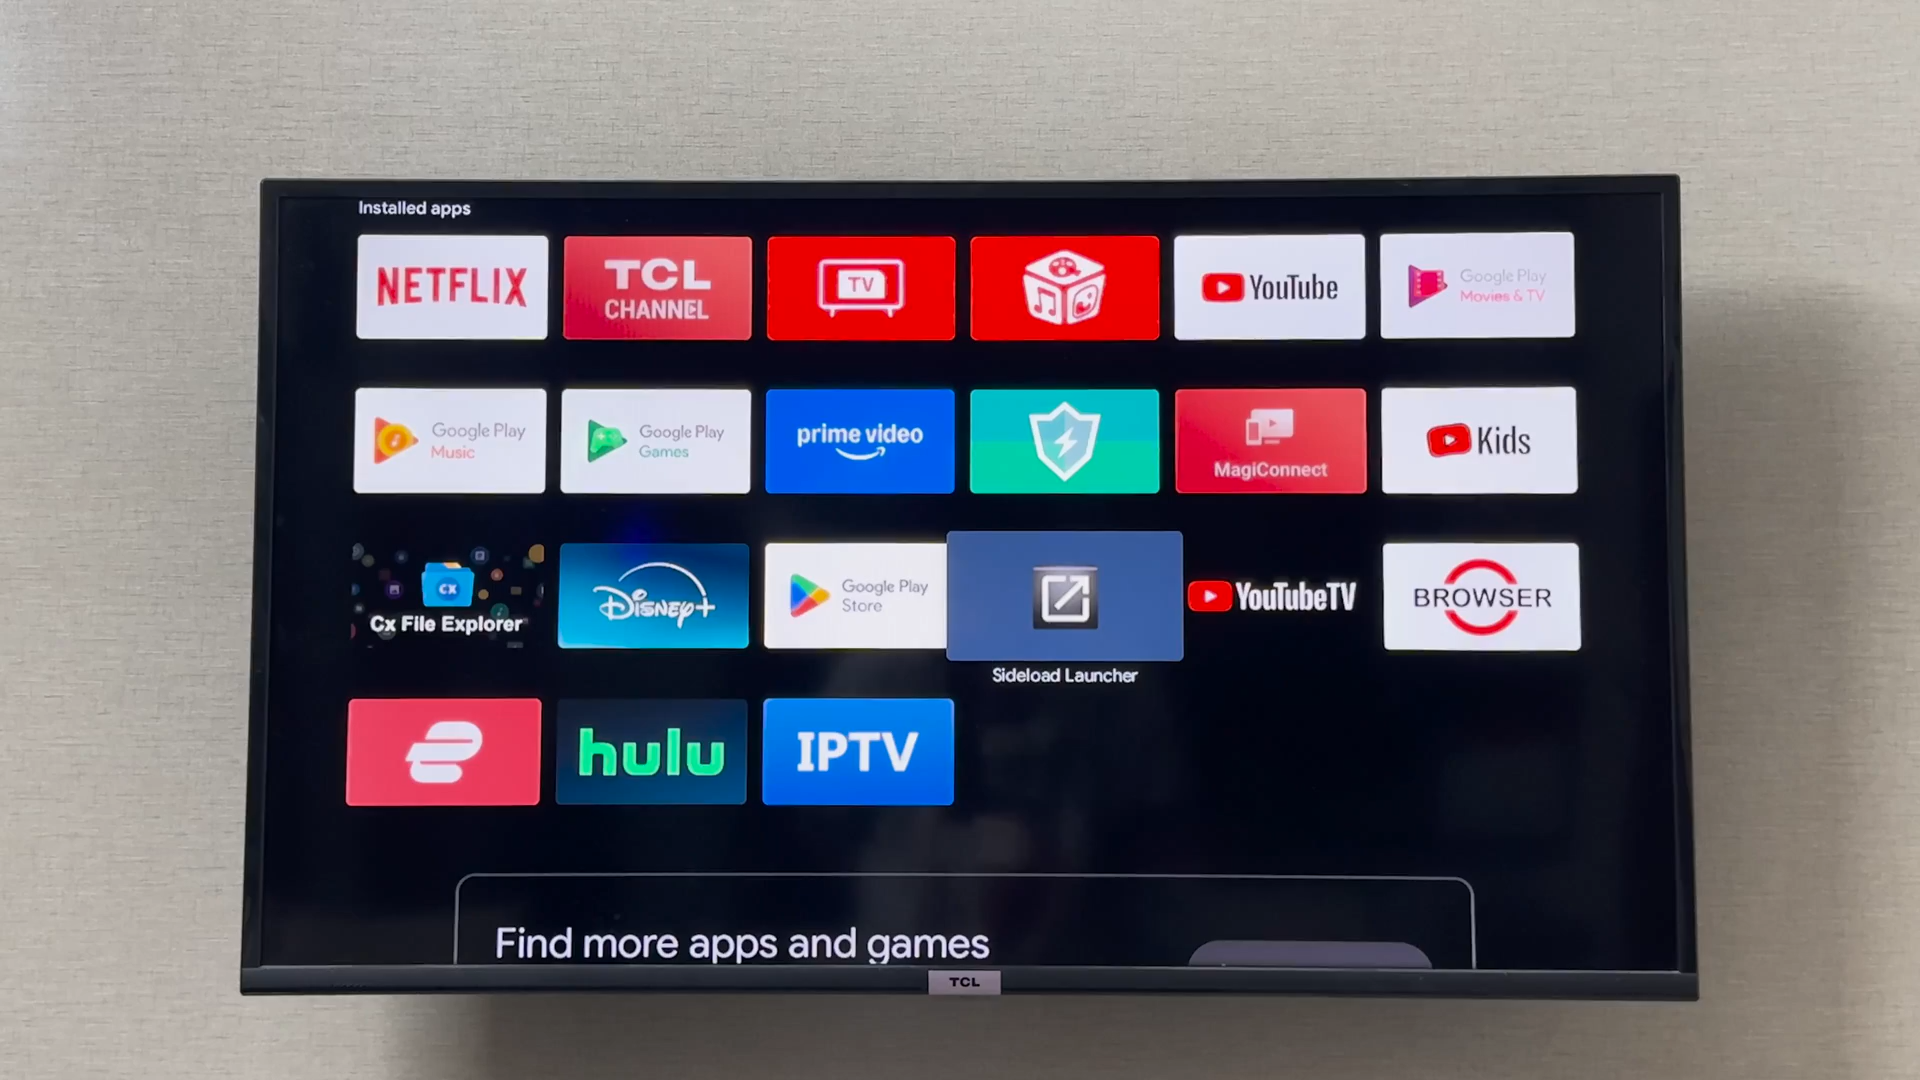 Installed apps
NETFLIX
TCL
CHANNEL
TV
YouTube
Google Play
Movies & TV
Google Play
Music
Google Play
Games
prime video
MagiConnect
Kids
CX
Cx File Explorer
Disney+
Google Play
Store
Sideload Launcher
YouTubeTV
BROWSER
hulu
IPTV
Find more apps and games
TCL